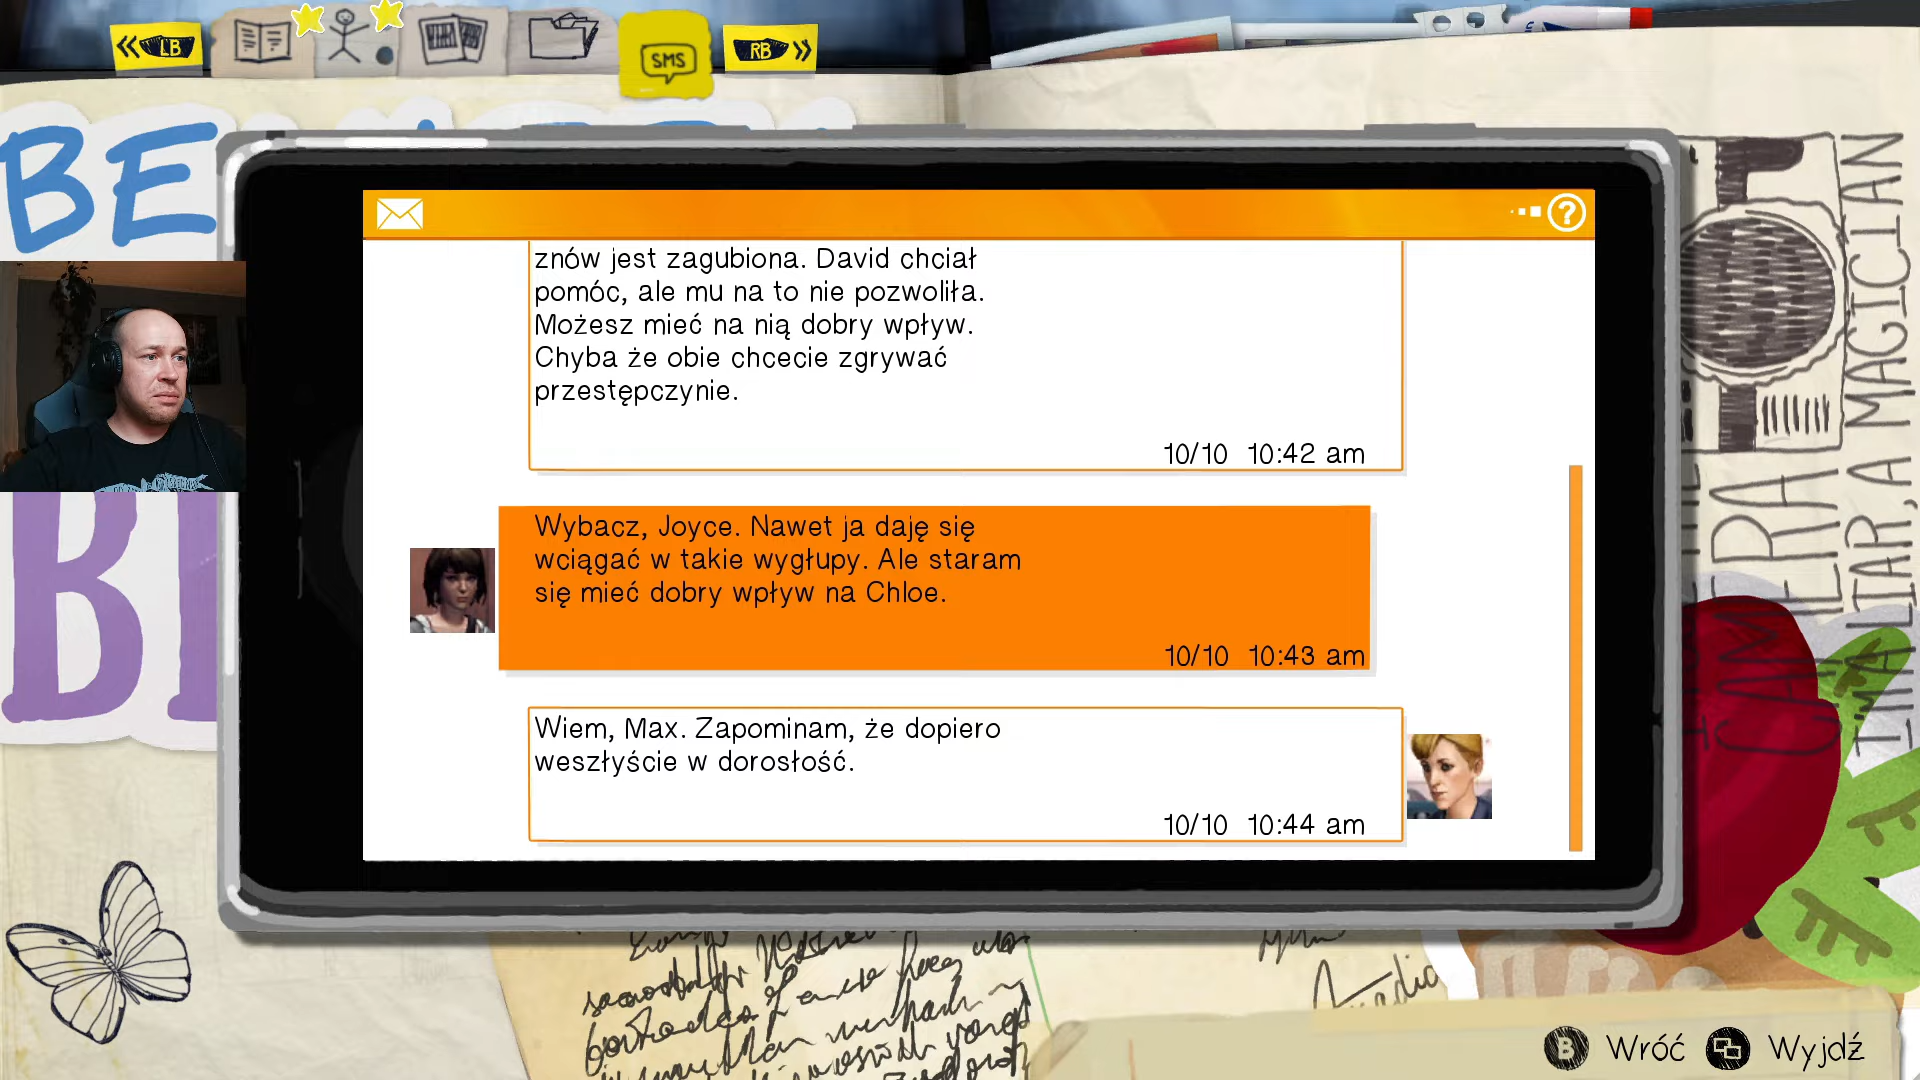 LB
SMS
RB
BE
?
znów jest zagubiona. David chciał
pomóc, ale mu na to nie pozwoliła.
Możesz mieć na nią dobry wpływ.
Chyba że obie chcecie zgrywać
przestępczynie.
10/10 10:42 am
Wybacz, Joyce. Nawet ja daję się
wciągać w takie wygłupy. Ale staram
się mieć dobry wpływ na Chloe.
10/10 10:43 am
Wiem, Max. Zapominam, że dopiero
weszłyście w dorosłość.
10/10 10:44 am
CAMERA
LIAR, A MAGICIAN
B Wróć
Wyjdź